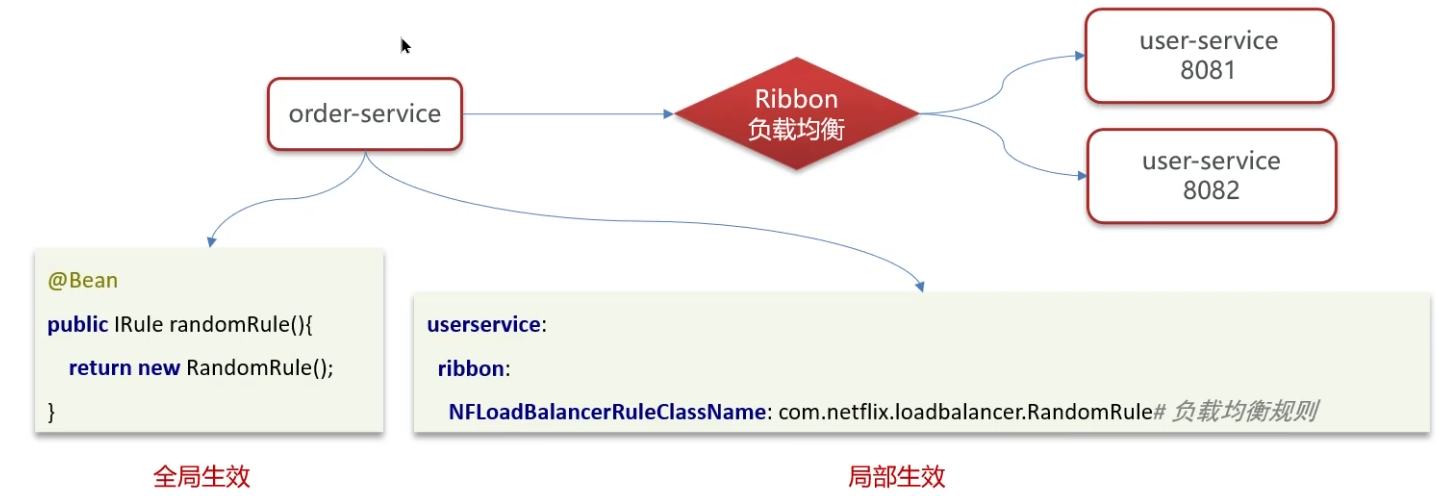 order-service
Ribbon
负载均衡
user-service
8081
user-service
8082
@Bean
public IRule randomRule(){
return new RandomRule();
}
userservice:
ribbon:
NFLoadBalancerRuleClassName: com.netflix.loadbalancer.RandomRule# 负载均衡规则
全局生效
局部生效